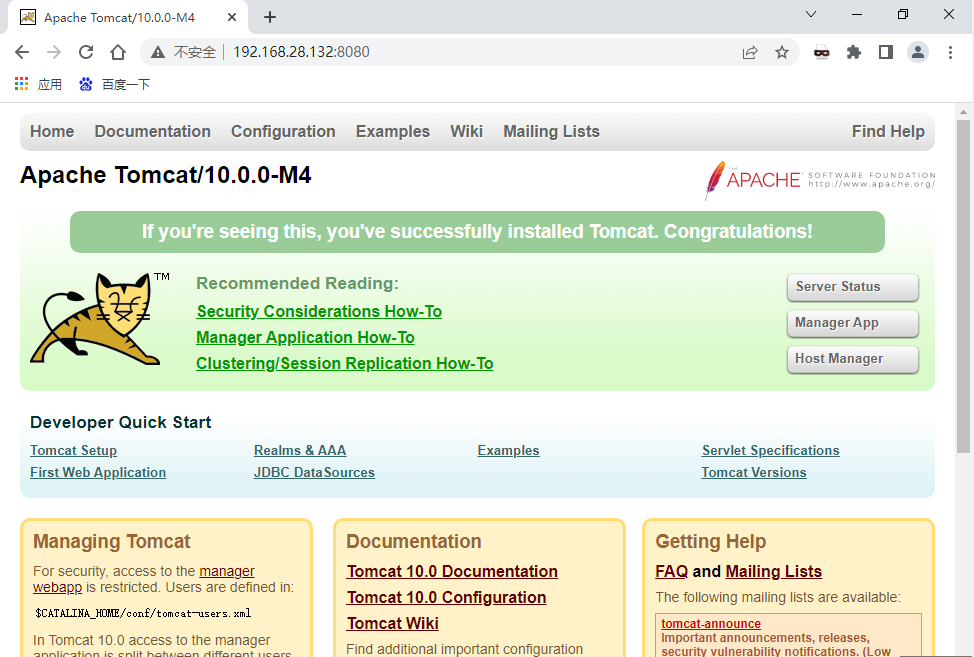 Apache Tomcat/10.0.0-M4
不安全 192.168.28.132:8080
应用 百度一下
Home Documentation Configuration Examples Wiki Mailing Lists Find Help
Apache Tomcat/10.0.0-M4
APACHE SOFTWARE FOUNDATION
http://www.apache.org/
If you're seeing this, you've successfully installed Tomcat. Congratulations!
TM
Recommended Reading:
Security Considerations How-To
Manager Application How-To
Clustering/Session Replication How-To
Server Status
Manager App
Host Manager
Developer Quick Start
Tomcat Setup
First Web Application
Realms & AAA
JDBC DataSources
Examples
Servlet Specifications
Tomcat Versions
Managing Tomcat
For security, access to the manager
webapp is restricted. Users are defined in:
$CATALINA_HOME/conf/tomcat-users.xml
In Tomcat 10.0 access to the manager
application is split between different users.
Documentation
Tomcat 10.0 Documentation
Tomcat 10.0 Configuration
Tomcat Wiki
Find additional important configuration
Getting Help
FAQ and Mailing Lists
The following mailing lists are available:
tomcat-announce
Important announcements, releases,
security vulnerability notifications. (Low